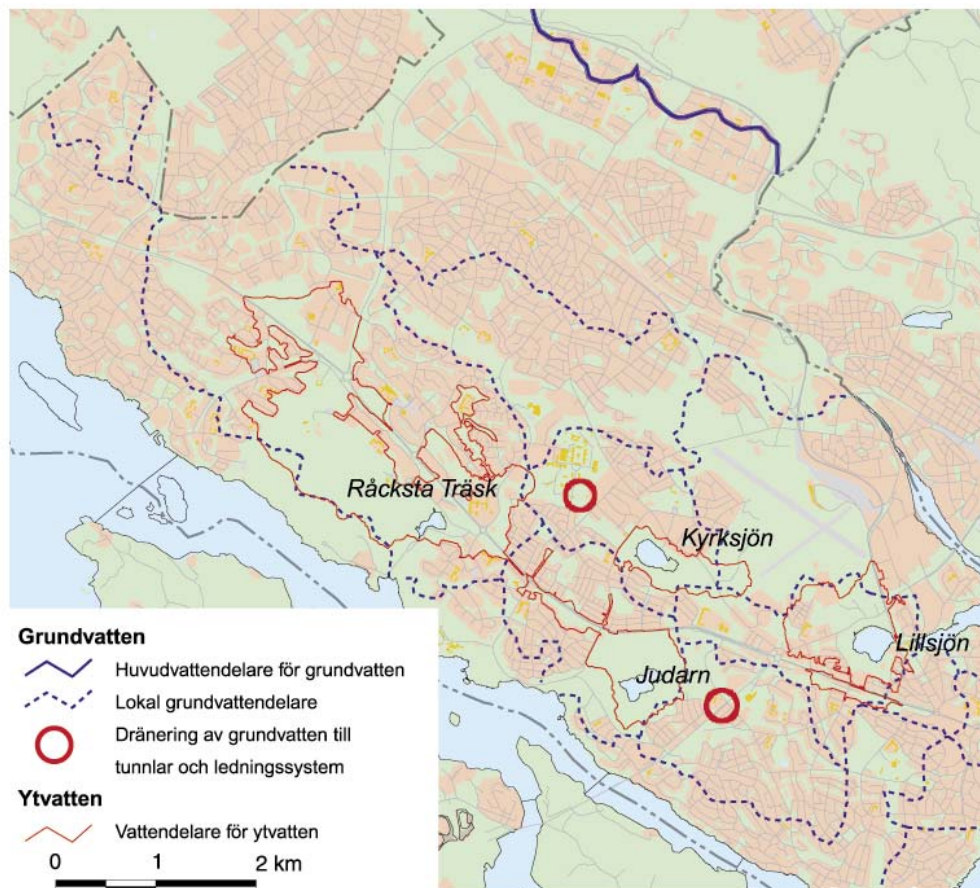 Råcksta Träsk
Kyrksjön
Lillsjön
Judarn
Grundvatten
Huvudvattendelare för grundvatten
Lokal grundvattendelare
Dränering av grundvatten till
tunnlar och ledningssystem
Ytvatten
Vattendelare för ytvatten
0 1 2 km